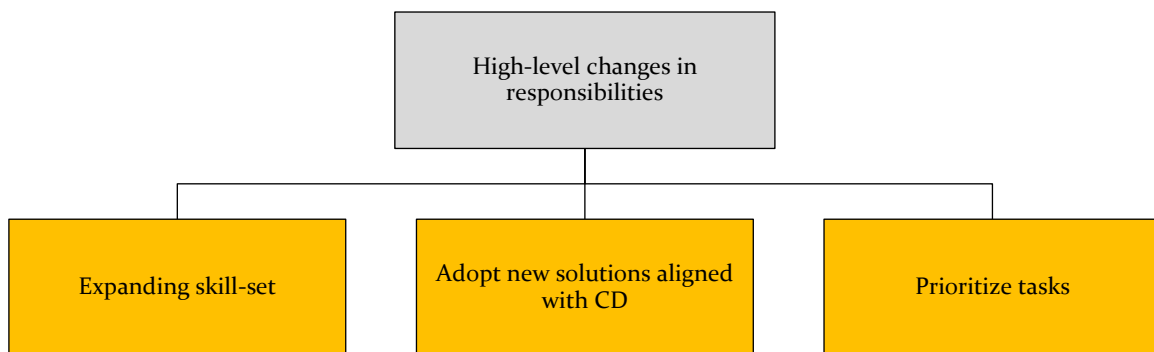 High-level changes in
responsibilities
Expanding skill-set
Adopt new solutions aligned
with CD
Prioritize tasks